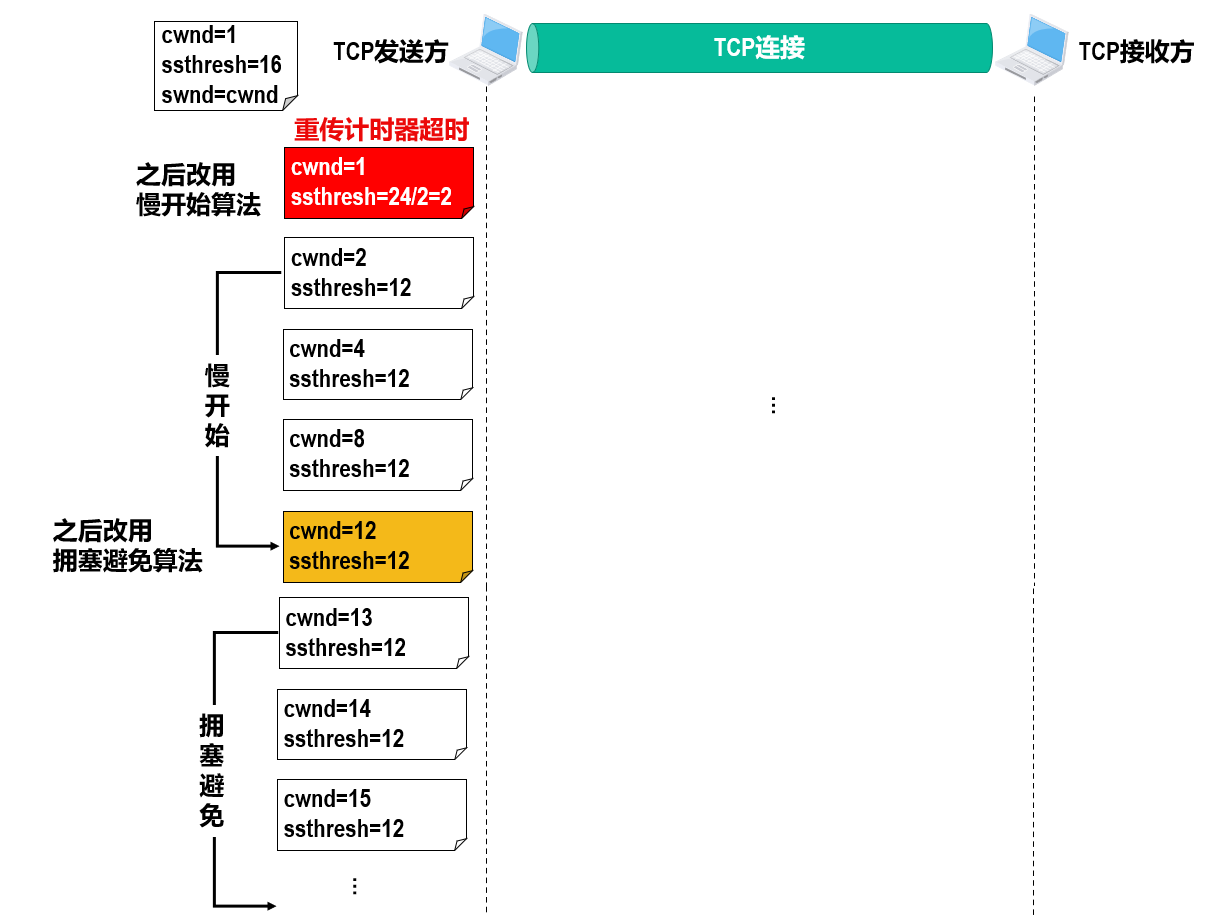 cwnd=1
ssthresh=16
swnd=cwnd
TCP发送方
TCP连接
TCP接收方
重传计时器超时
之后改用
慢开始算法
cwnd=1
ssthresh=24/2=2
cwnd=2
ssthresh=12
cwnd=4
ssthresh=12
慢开始
⋮
cwnd=8
ssthresh=12
之后改用
拥塞避免算法
cwnd=12
ssthresh=12
cwnd=13
ssthresh=12
拥塞避免
cwnd=14
ssthresh=12
cwnd=15
ssthresh=12
⋮